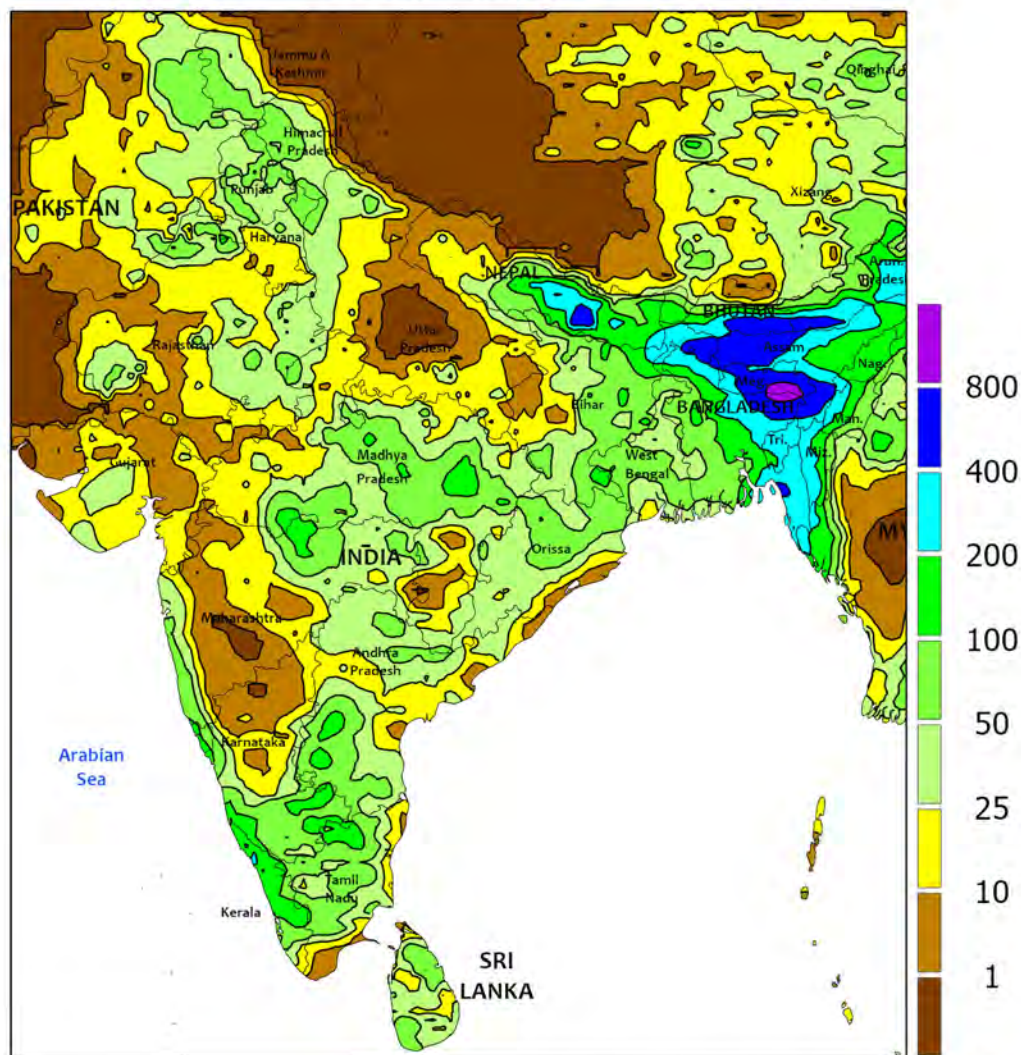 Jammu &
Kashmir
Qinghai
Himachal
Pradesh
Punjab
Xizang
PAKISTAN
Haryana
NEPAL
Arun.
Pradesh
BHUTAN
Uttar
Pradesh
Rajasthan
Assam
Nag.
Meg.
800
BANGLADESH
Bihar
Man.
Tri.
Miz.
Madhya
Pradesh
West
Bengal
Gujarat
400
INDIA
Orissa
MY
200
Maharashtra
100
Andhra
Pradesh
50
Karnataka
Arabian
Sea
25
Tamil
Nadu
10
Kerala
SRI
LANKA
1